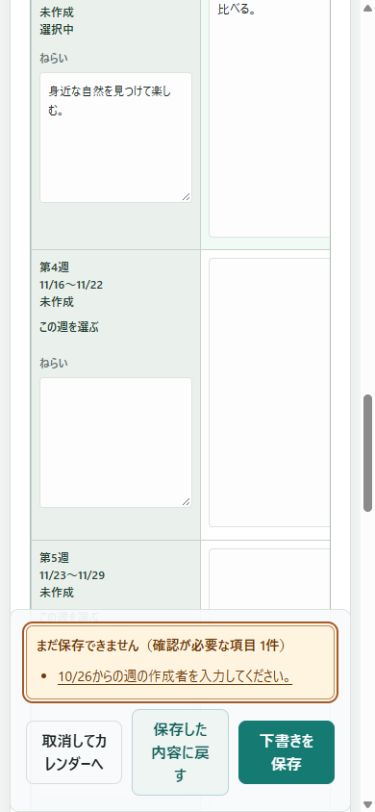 未作成
選択中
比べる。
ねらい
身近な自然を見つけて楽し
む。
第4週
11/16～11/22
未作成
この週を選ぶ
ねらい
第5週
11/23～11/29
未作成
この週を選ぶ
まだ保存できません（確認が必要な項目 1件）
10/26からの週の作成者を入力してください。
取消してカ
レンダーへ
保存した
内容に戻
す
下書きを
保存